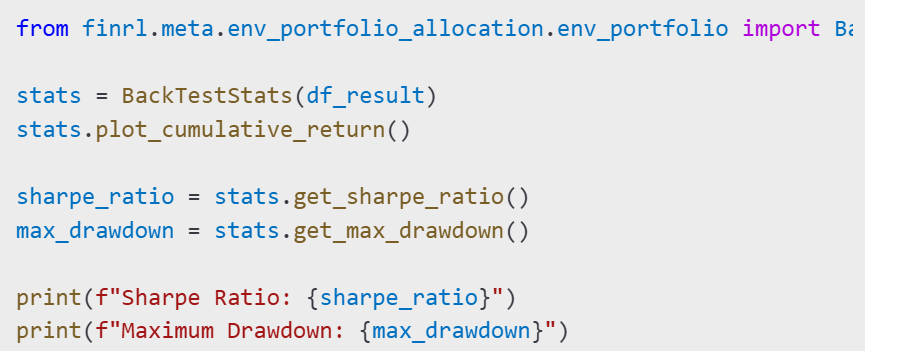 from finrl.meta.env_portfolio_allocation.env_portfolio import
stats = BackTestStats(df_result)
stats.plot_cumulative_return()
sharpe_ratio = stats.get_sharpe_ratio()
max_drawdown = stats.get_max_drawdown()
print(f"Sharpe Ratio: {sharpe_ratio}")
print(f"Maximum Drawdown: {max_drawdown}")